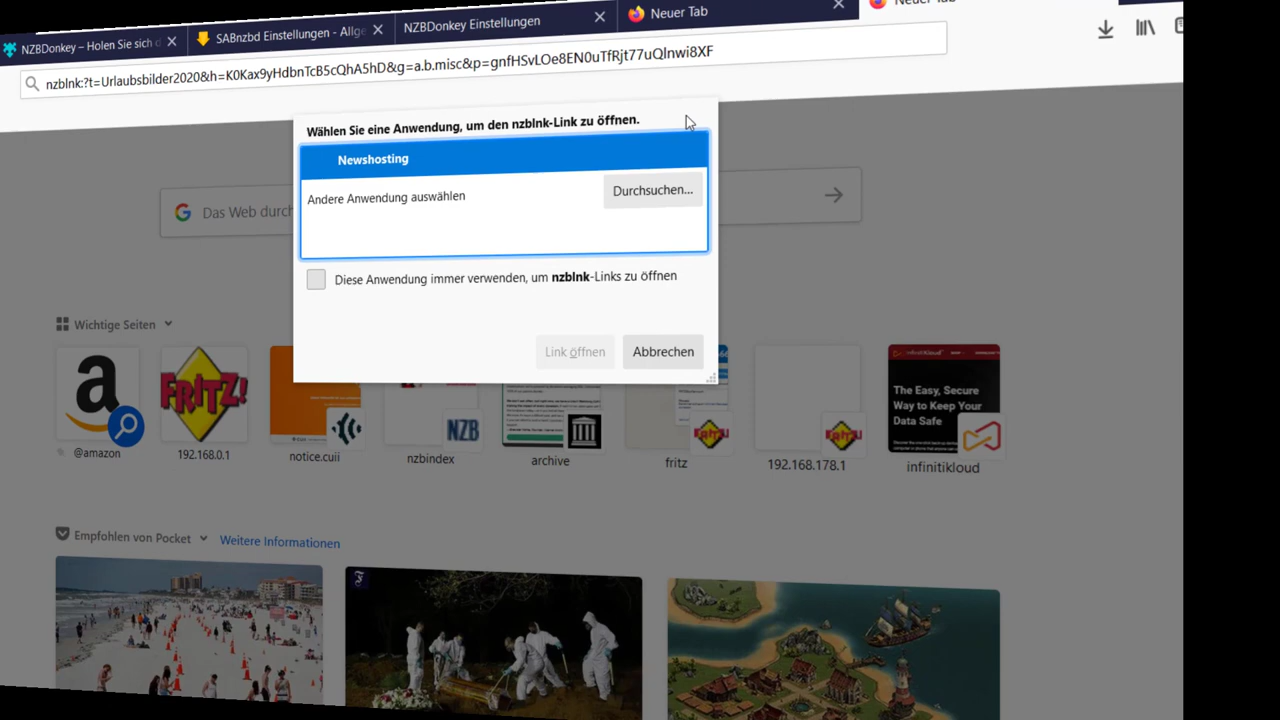 NZBDonkey – Holen Sie sich d
SABnzbd Einstellungen - Allge
NZBDonkey Einstellungen
Neuer Tab
Neuer Tab
nzblnk:?t=Urlaubsbilder2020&h=K0Kax9yHdbnTcB5cQhA5hD&g=a.b.misc&p=gnfHSvLOe8EN0uTfRjt77uQlnwi8XF
Wählen Sie eine Anwendung, um den nzblnk-Link zu öffnen.
Newshosting
Andere Anwendung auswählen
Durchsuchen...
Das Web durch
Diese Anwendung immer verwenden, um nzblnk-Links zu öffnen
Link öffnen
Abbrechen
Wichtige Seiten
a
FRITZ!
NZB
FRITZ!
FRITZ!
The Easy, Secure
Way to Keep Your
Data Safe
@amazon
192.168.0.1
notice.cuii
nzbindex
archive
fritz
192.168.178.1
infinitikloud
Empfohlen von Pocket
Weitere Informationen